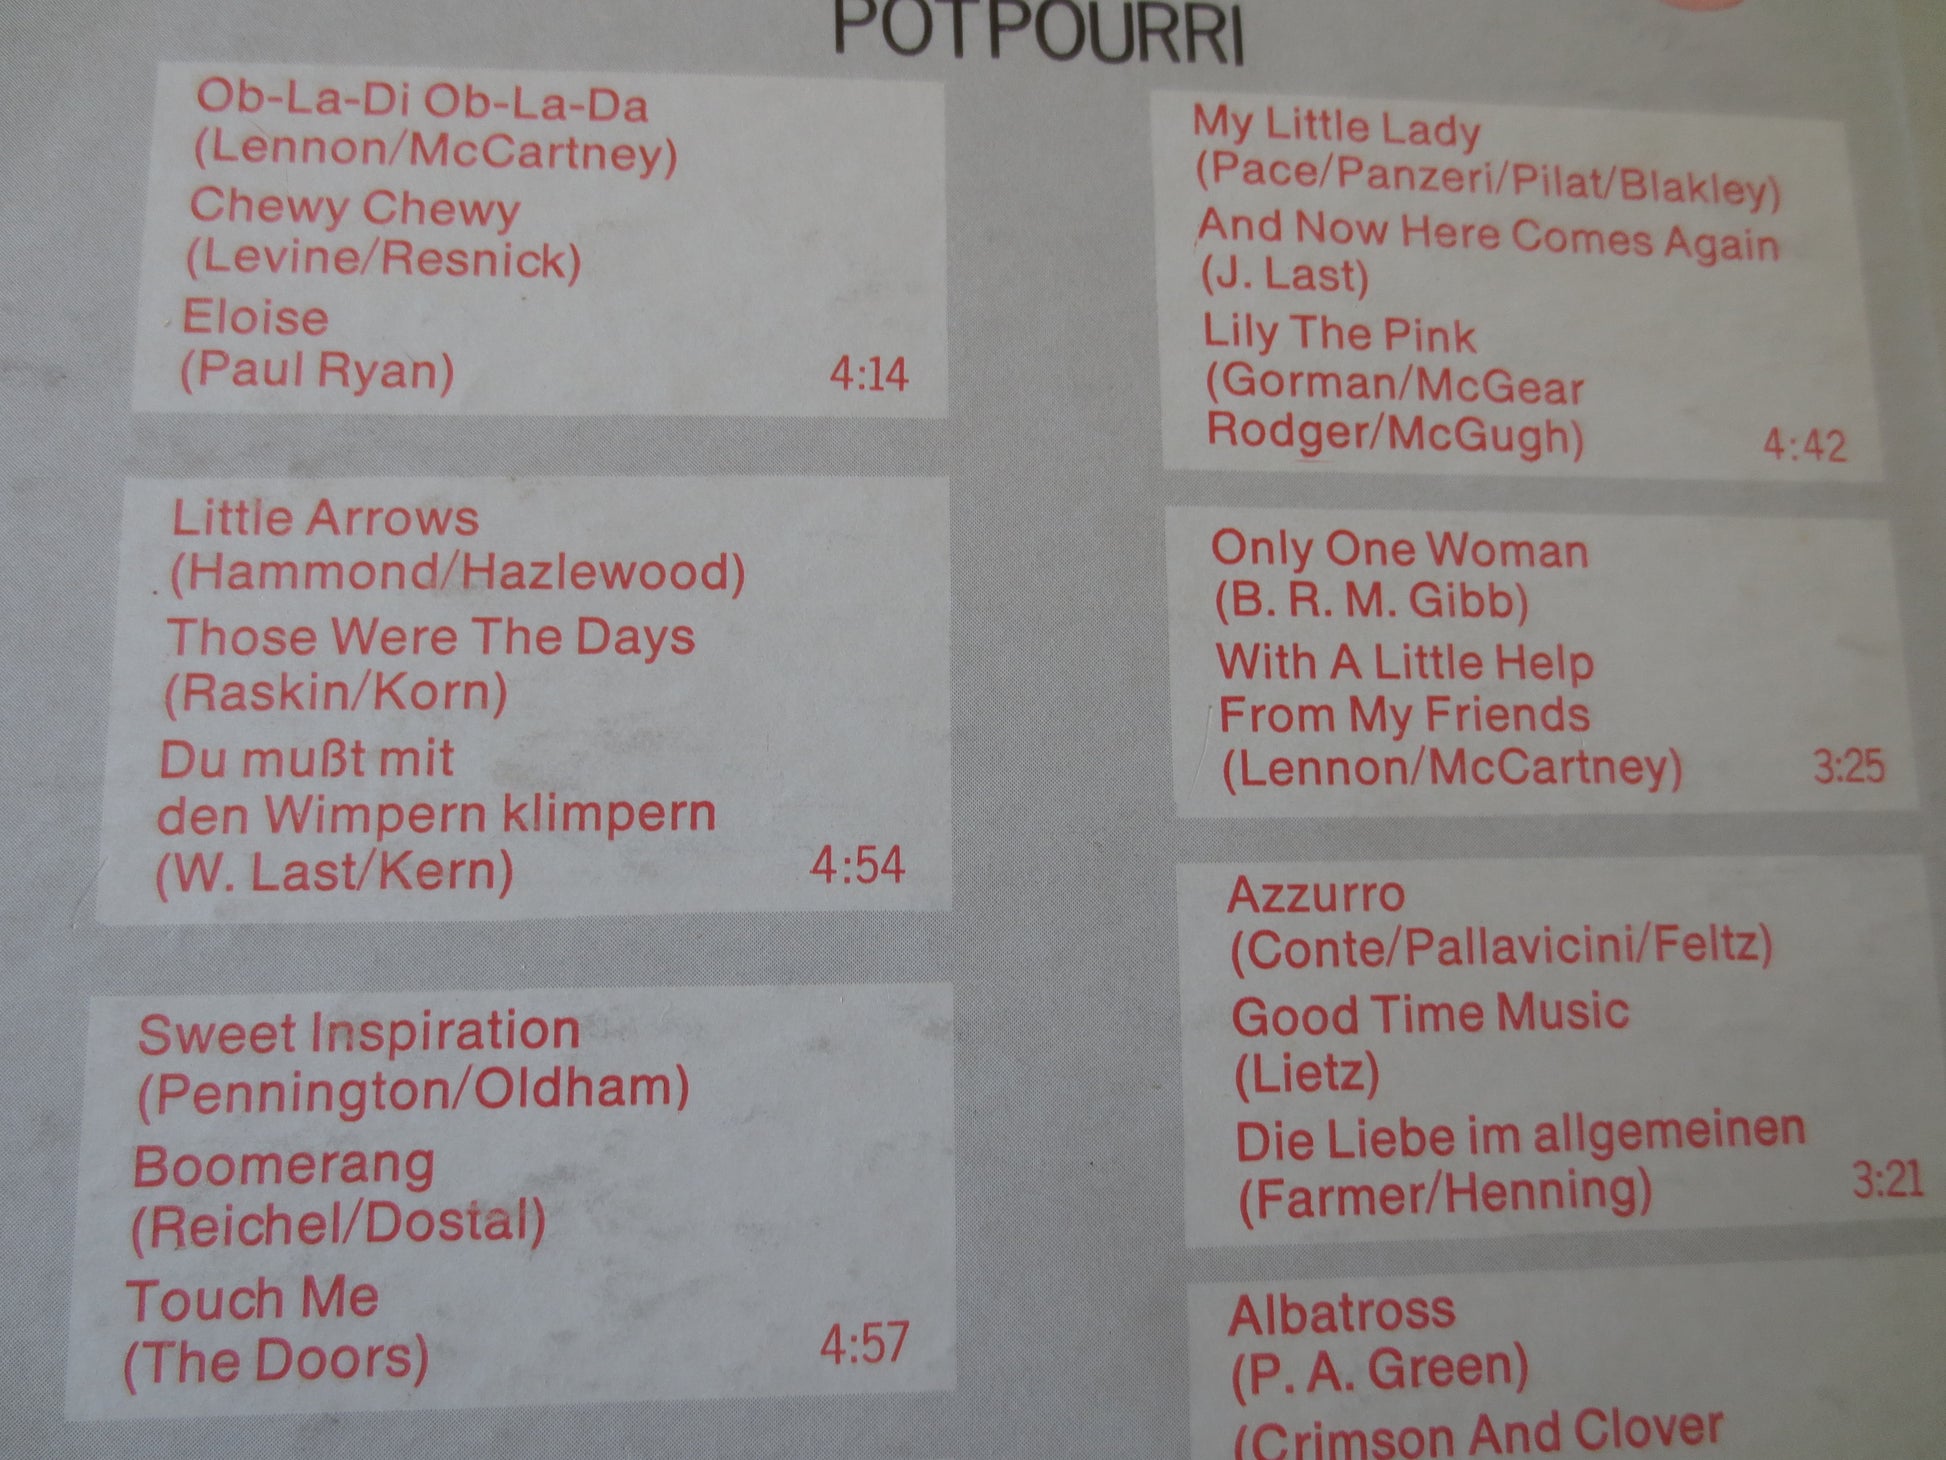 POTPOURRI
Ob-La-Di Ob-La-Da
(Lennon/McCartney)
Chewy Chewy
(Levine/Resnick)
Eloise
(Paul Ryan) 4:14
Little Arrows
(Hammond/Hazlewood)
Those Were The Days
(Raskin/Korn)
Du mußt mit
den Wimpern klimpern
(W. Last/Kern) 4:54
Sweet Inspiration
(Pennington/Oldham)
Boomerang
(Reichel/Dostal)
Touch Me
(The Doors) 4:57
My Little Lady
(Pace/Panzeri/Pilat/Blakley)
And Now Here Comes Again
(J. Last)
Lily The Pink
(Gorman/McGear
Rodger/McGugh) 4:42
Only One Woman
(B. R. M. Gibb)
With A Little Help
From My Friends
(Lennon/McCartney) 3:25
Azzurro
(Conte/Pallavicini/Feltz)
Good Time Music
(Lietz)
Die Liebe im allgemeinen
(Farmer/Henning) 3:21
Albatross
(P. A. Green)
(Crimson And Clover